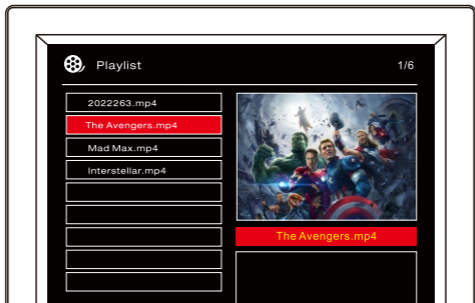 Playlist
1/6
2022263.mp4
The Avengers.mp4
Mad Max.mp4
Interstellar.mp4
The Avengers.mp4